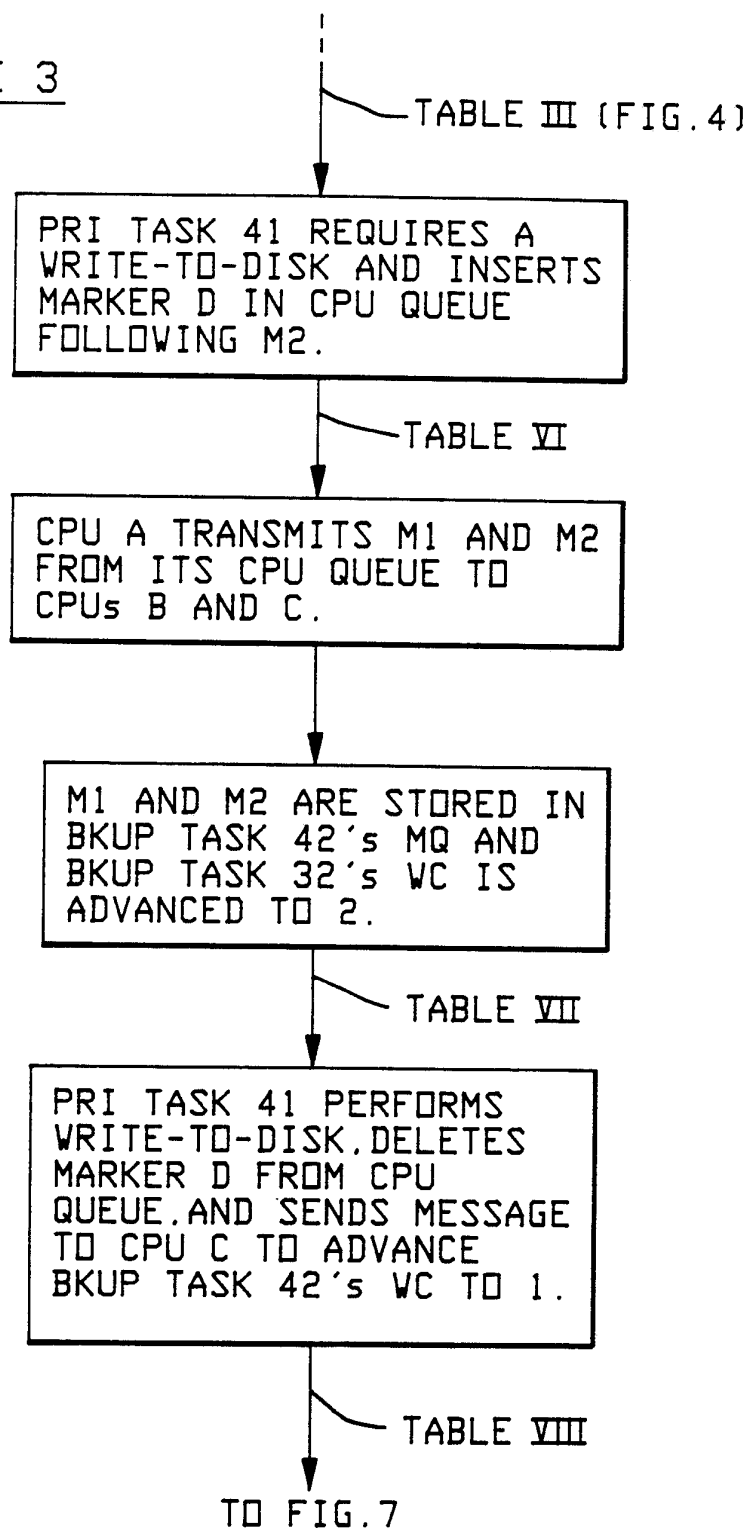 3
TABLE III (FIG.4)
PRI TASK 41 REQUIRES A
WRITE-TO-DISK AND INSERTS
MARKER D IN CPU QUEUE
FOLLOWING M2.
TABLE VI
CPU A TRANSMITS M1 AND M2
FROM ITS CPU QUEUE TO
CPUs B AND C.
M1 AND M2 ARE STORED IN
BKUP TASK 42's MQ AND
BKUP TASK 32's WC IS
ADVANCED TO 2.
TABLE VII
PRI TASK 41 PERFORMS
WRITE-TO-DISK,DELETES
MARKER D FROM CPU
QUEUE,AND SENDS MESSAGE
TO CPU C TO ADVANCE
BKUP TASK 42's WC TO 1.
TABLE VIII
TO FIG.7